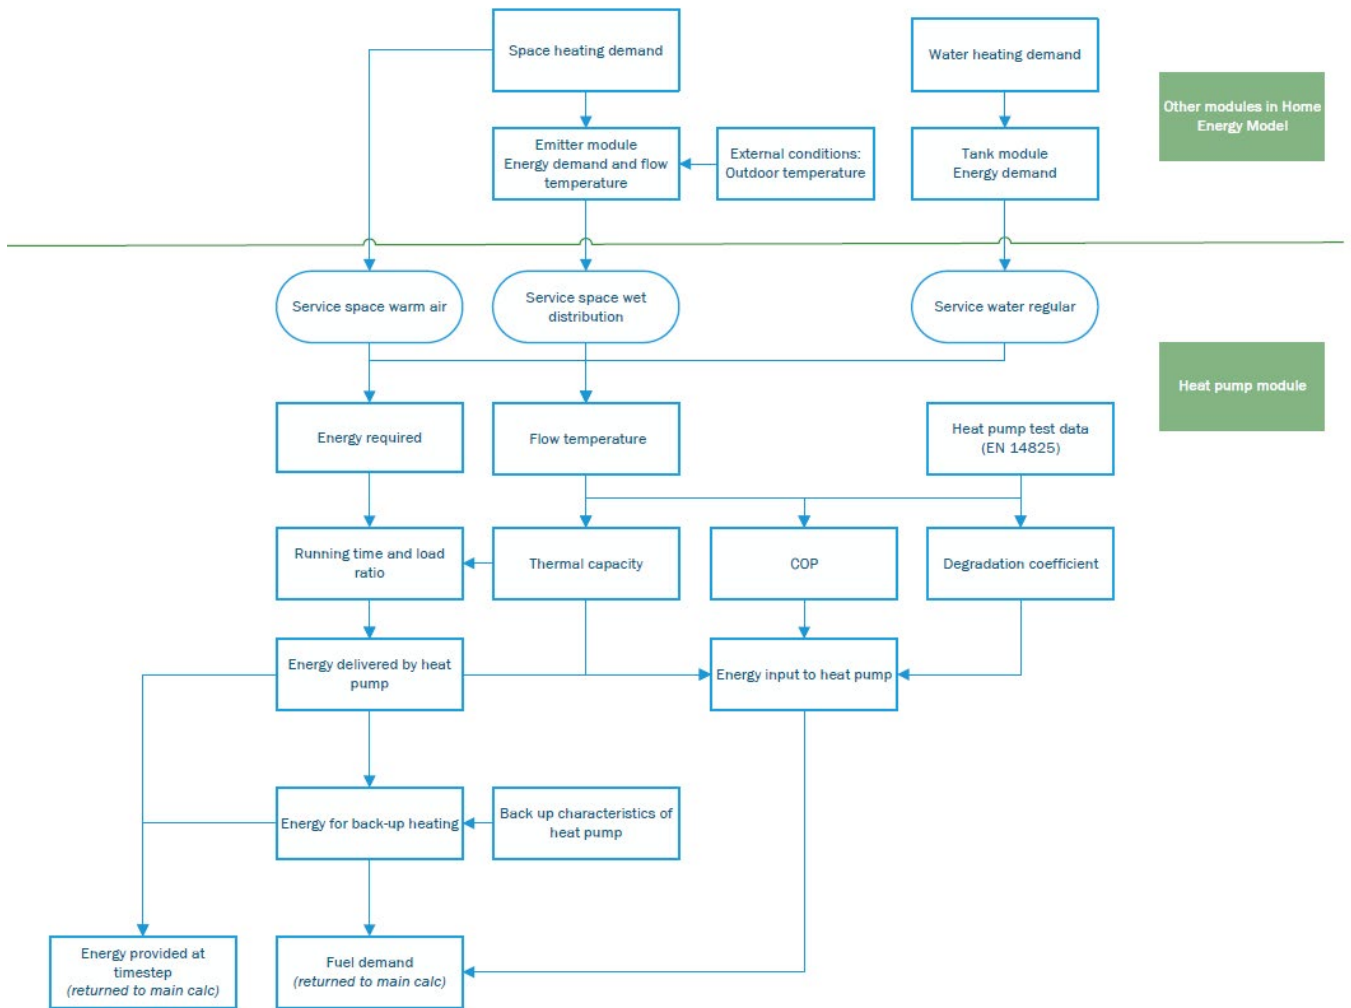 Space heating demand
Water heating demand
Other modules in Home
Energy Model
Emitter module
Energy demand and flow
temperature
External conditions:
Outdoor temperature
Tank module
Energy demand
Service space warm air
Service space wet
distribution
Service water regular
Heat pump module
Energy required
Flow temperature
Heat pump test data
(EN 14825)
Running time and load
ratio
Thermal capacity
COP
Degradation coefficient
Energy delivered by heat
pump
Energy input to heat pump
Energy for back-up heating
Back up characteristics of
heat pump
Energy provided at
timestep
(returned to main calc)
Fuel demand
(returned to main calc)